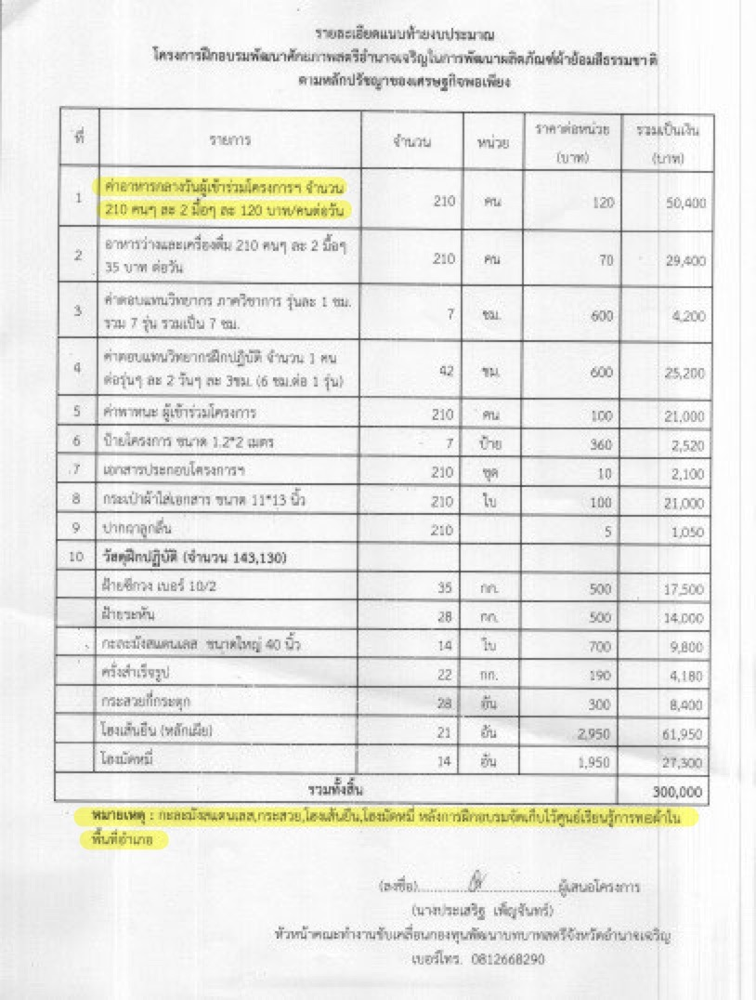 รายละเอียดแนบท้ายงบประมาณ
โครงการฝึกอบรมพัฒนาศักยภาพสตรีอำนาจเจริญในการพัฒนาผลิตภัณฑ์ผ้าย้อมสีธรรมชาติ
ตามหลักปรัชญาของเศรษฐกิจพอเพียง
ที่ รายการ จำนวน หน่วย ราคาต่อหน่วย (บาท) รวมเป็นเงิน (บาท)
1 ค่าอาหารกลางวันผู้เข้าร่วมโครงการฯ จำนวน
210 คนๆ ละ 2 มื้อๆ ละ 120 บาท/คนต่อวัน 210 คน 120 50,400
2 อาหารว่างและเครื่องดื่ม 210 คนๆ ละ 2 มื้อๆ
35 บาท ต่อวัน 210 คน 70 29,400
3 ค่าตอบแทนวิทยากร ภาควิชาการ รุ่นละ 1 ชม.
รวม 7 รุ่น รวมเป็น 7 ชม. 7 ชม. 600 4,200
4 ค่าตอบแทนวิทยากรฝึกปฏิบัติ จำนวน 1 คน
ต่อรุ่นๆ ละ 2 วันๆ ละ 3ชม. (6 ชม.ต่อ 1 รุ่น) 42 ชม. 600 25,200
5 ค่าพาหนะ ผู้เข้าร่วมโครงการ 210 คน 100 21,000
6 ป้ายโครงการ ขนาด 1.2*2 เมตร 7 ป้าย 360 2,520
7 เอกสารประกอบโครงการฯ 210 ชุด 10 2,100
8 กระเป๋าผ้าใส่เอกสาร ขนาด 11*13 นิ้ว 210 ใบ 100 21,000
9 ปากกาลูกลื่น 210 5 1,050
10 วัสดุฝึกปฏิบัติ (จำนวน 143,130)
ฝ้ายซีกวง เบอร์ 10/2 35 กก. 500 17,500
ฝ้ายระหัน 28 กก. 500 14,000
กะละมังสแตนเลส ขนาดใหญ่ 40 นิ้ว 14 ใบ 700 9,800
ครั่งสำเร็จรูป 22 กก. 190 4,180
กระสวยกี่กระตุก 28 อัน 300 8,400
โฮงเส้นยืน (หลักเผีย) 21 อัน 2,950 61,950
โฮงมัดหมี่ 14 อัน 1,950 27,300
รวมทั้งสิ้น 300,000
หมายเหตุ : กะละมังสแตนเลส,กระสวย,โฮงเส้นยืน,โฮงมัดหมี่ หลังการฝึกอบรมจัดเก็บไว้ศูนย์เรียนรู้การทอผ้าใน
พื้นที่อำเภอ
(ลงชื่อ)..............................ผู้เสนอโครงการ
(นางประเสริฐ เพ็ญจันทร์)
หัวหน้าคณะทำงานขับเคลื่อนกองทุนพัฒนาบทบาทสตรีจังหวัดอำนาจเจริญ
เบอร์โทร. 0812668290